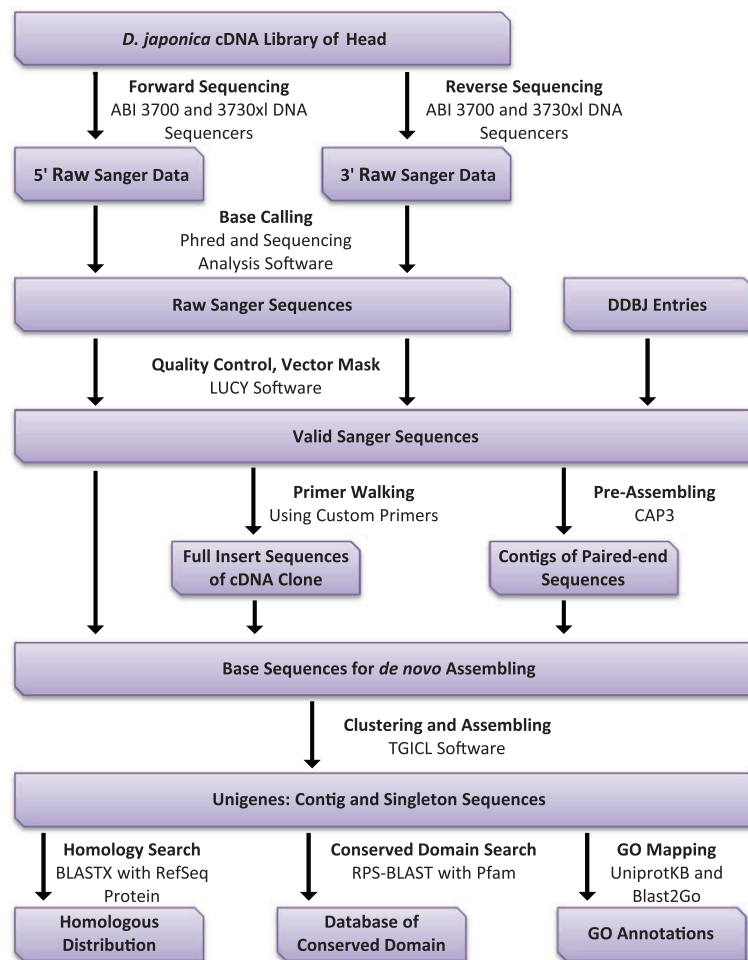 D. japonica cDNA Library of Head
Forward Sequencing
ABI 3700 and 3730xl DNA
Sequencers
Reverse Sequencing
ABI 3700 and 3730xl DNA
Sequencers
5' Raw Sanger Data
3' Raw Sanger Data
Base Calling
Phred and Sequencing
Analysis Software
Raw Sanger Sequences
DDBJ Entries
Quality Control, Vector Mask
LUCY Software
Valid Sanger Sequences
Primer Walking
Using Custom Primers
Pre-Assembling
CAP3
Full Insert Sequences
of cDNA Clone
Contigs of Paired-end
Sequences
Base Sequences for de novo Assembling
Clustering and Assembling
TGICL Software
Unigenes: Contig and Singleton Sequences
Homology Search
BLASTX with RefSeq
Protein
Conserved Domain Search
RPS-BLAST with Pfam
GO Mapping
UniprotKB and
Blast2Go
Homologous
Distribution
Database of
Conserved Domain
GO Annotations